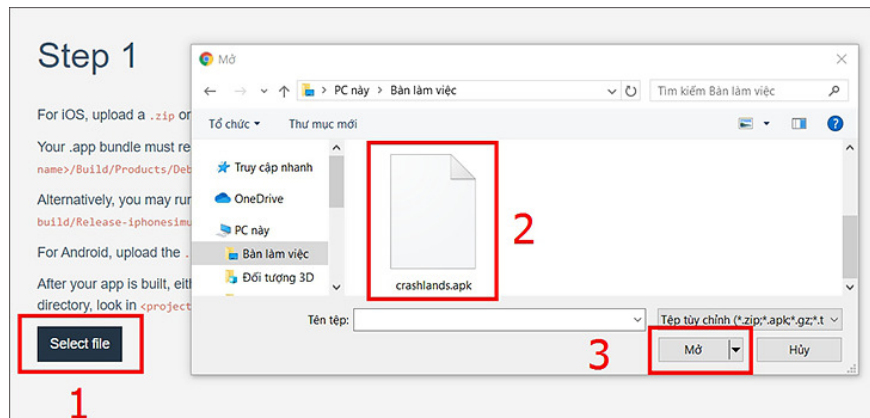 Step 1
For iOS, upload a .zip or
Your .app bundle must re
name>/Build/Products/Deb
Alternatively, you may run
build/Release-iphonesimu
For Android, upload the .
After your app is built, eith
directory, look in <project
Select file
1
Mở
PC này > Bàn làm việc
Tìm kiếm Bàn làm việc
Tổ chức
Thư mục mới
Truy cập nhanh
OneDrive
PC này
Bàn làm việc
Đối tượng 3D
crashlands.apk
2
Tên tệp:
Tệp tùy chỉnh (*.zip;*.apk;*.gz;*.t
3
Mở
Hủy